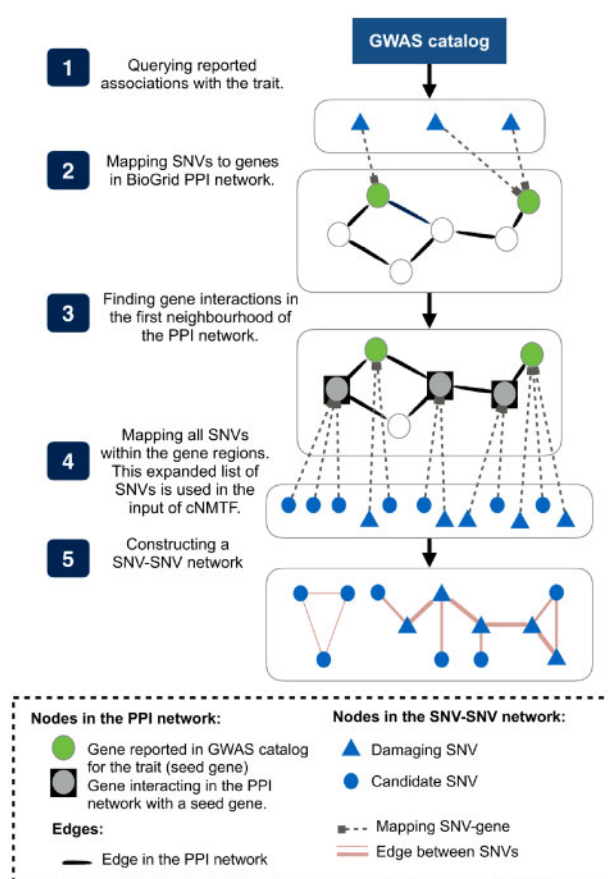 GWAS catalog
1
Querying reported
associations with the trait.
2
Mapping SNVs to genes
in BioGrid PPI network.
3
Finding gene interactions in
the first neighbourhood of
the PPI network.
4
Mapping all SNVs
within the gene regions.
This expanded list of
SNVs is used in the
input of cNMTF.
5
Constructing a
SNV-SNV network
Nodes in the PPI network:
Gene reported in GWAS catalog
for the trait (seed gene)
Gene interacting in the PPI
network with a seed gene.
Edges:
Edge in the PPI network
Nodes in the SNV-SNV network:
Damaging SNV
Candidate SNV
Mapping SNV-gene
Edge between SNVs